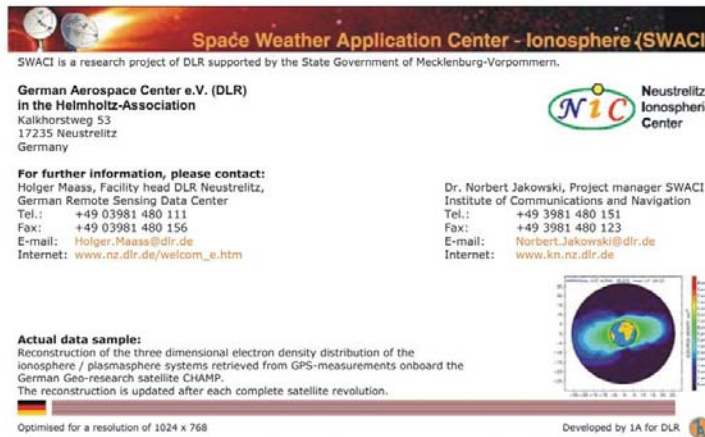 Space Weather Application Center - Ionosphere (SWACI
SWACI is a research project of DLR supported by the State Government of Mecklenburg-Vorpommern.
German Aerospace Center e.V. (DLR)
in the Helmholtz-Association
Kalkhorstweg 53
17235 Neustrelitz
Germany
NIC
Neustrelitz
Ionospheri
Center
For further information, please contact:
Holger Maass, Facility head DLR Neustrelitz,
German Remote Sensing Data Center
Tel.: +49 03981 480 111
Fax: +49 03981 480 156
E-mail: Holger.Maass@dlr.de
Internet: www.nz.dlr.de/welcom_e.htm
Dr. Norbert Jakowski, Project manager SWACI
Institute of Communications and Navigation
Tel.: +49 3981 480 151
Fax: +49 3981 480 123
E-mail: Norbert.Jakowski@dlr.de
Internet: www.kn.nz.dlr.de
Actual data sample:
Reconstruction of the three dimensional electron density distribution of the
ionosphere / plasmasphere systems retrieved from GPS-measurements onboard the
German Geo-research satellite CHAMP.
The reconstruction is updated after each complete satellite revolution.
Optimised for a resolution of 1024 x 768
Developed by 1A for DLR